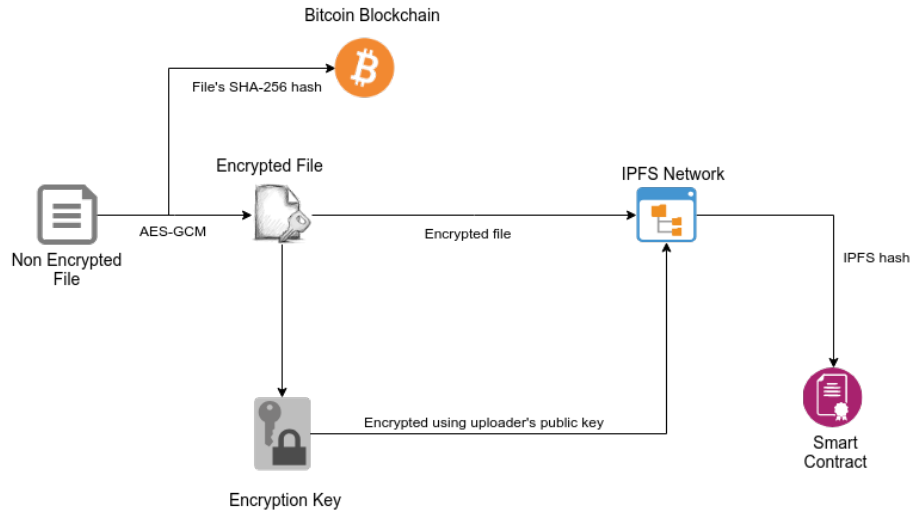 Bitcoin Blockchain
File's SHA-256 hash
Encrypted File
IPFS Network
AES-GCM
Encrypted file
Non Encrypted
File
IPFS hash
Encrypted using uploader's public key
Smart
Contract
Encryption Key